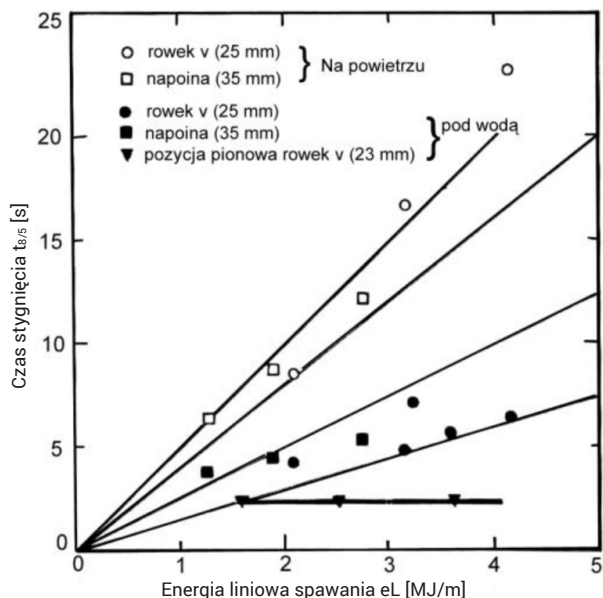 25
20
15
10
5
0
Czas stygnięcia t8/5 [s]
rowek v (25 mm)
napoina (35 mm)
} Na powietrzu
rowek v (25 mm)
napoina (35 mm)
pozycja pionowa rowek v (23 mm)
} pod wodą
0 1 2 3 4 5
Energia liniowa spawania eL [MJ/m]